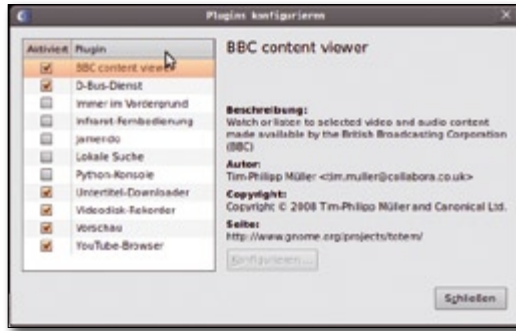 Plugins konfigurieren
Aktiviert Plugin
BBC content viewer
D-Bus-Dienst
Immer im Vordergrund
Infrarot-Fernbedienung
Jamendo
Lokale Suche
Python-Konsole
Untertitel-Downloader
Videodisk-Rekorder
Vorschau
YouTube-Browser
BBC content viewer
Beschreibung:
Watch or listen to selected video and audio content
made available by the British Broadcasting Corporation
(BBC)
Autor:
Tim-Philipp Müller <tim.muller@collabora.co.uk>
Copyright:
Copyright © 2008 Tim-Philipp Müller and Canonical Ltd.
Seite:
http://www.gnome.org/projects/totem/
Konfigurieren ...
Schließen